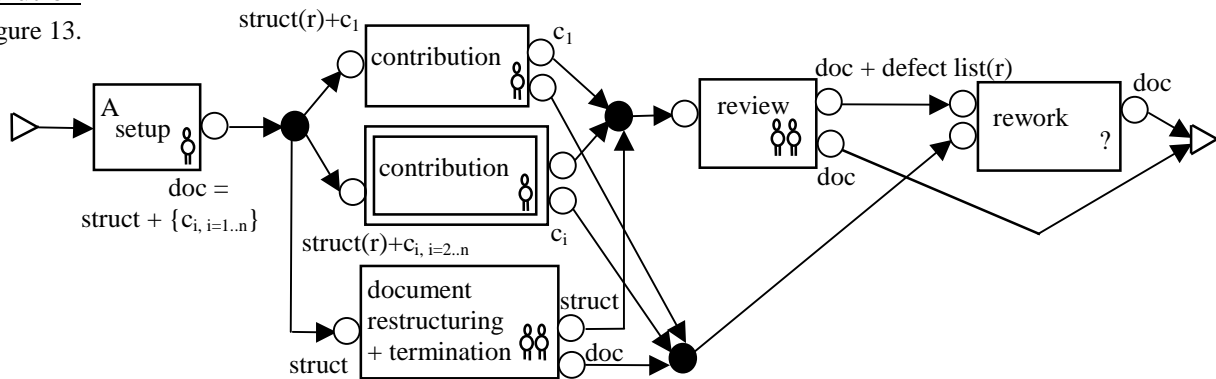 struct(r)+c1
gure 13.
contribution
c1
A
setup
doc =
struct + {ci, i=1..n}
contribution
ci
struct(r)+ci, i=2..n
document
restructuring
+ termination
struct
struct
doc
review
doc + defect list(r)
doc
rework
?
doc